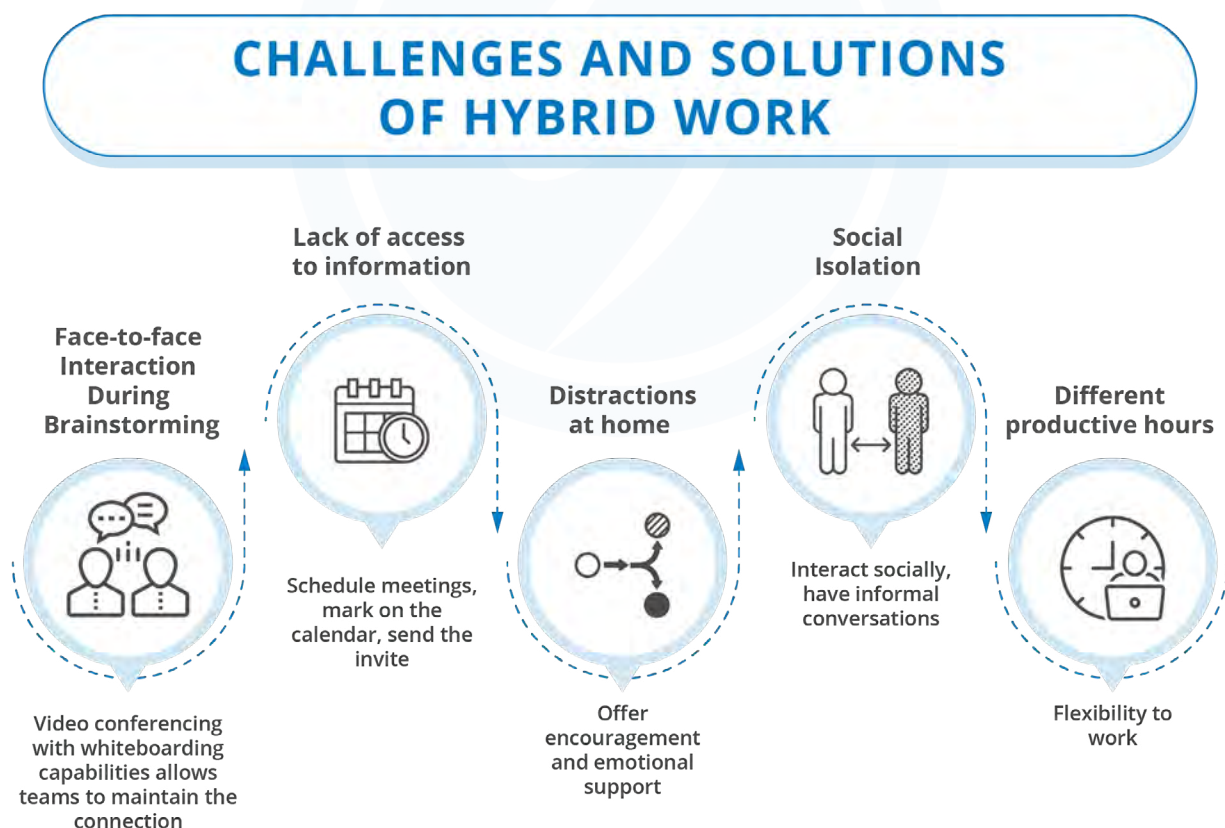 CHALLENGES AND SOLUTIONS
OF HYBRID WORK
Face-to-face
Interaction
During
Brainstorming
Video conferencing
with whiteboarding
capabilities allows
teams to maintain the
connection
Lack of access
to information
Schedule meetings,
mark on the
calendar, send the
invite
Distractions
at home
Offer
encouragement
and emotional
support
Social
Isolation
Interact socially,
have informal
conversations
Different
productive hours
Flexibility to
work